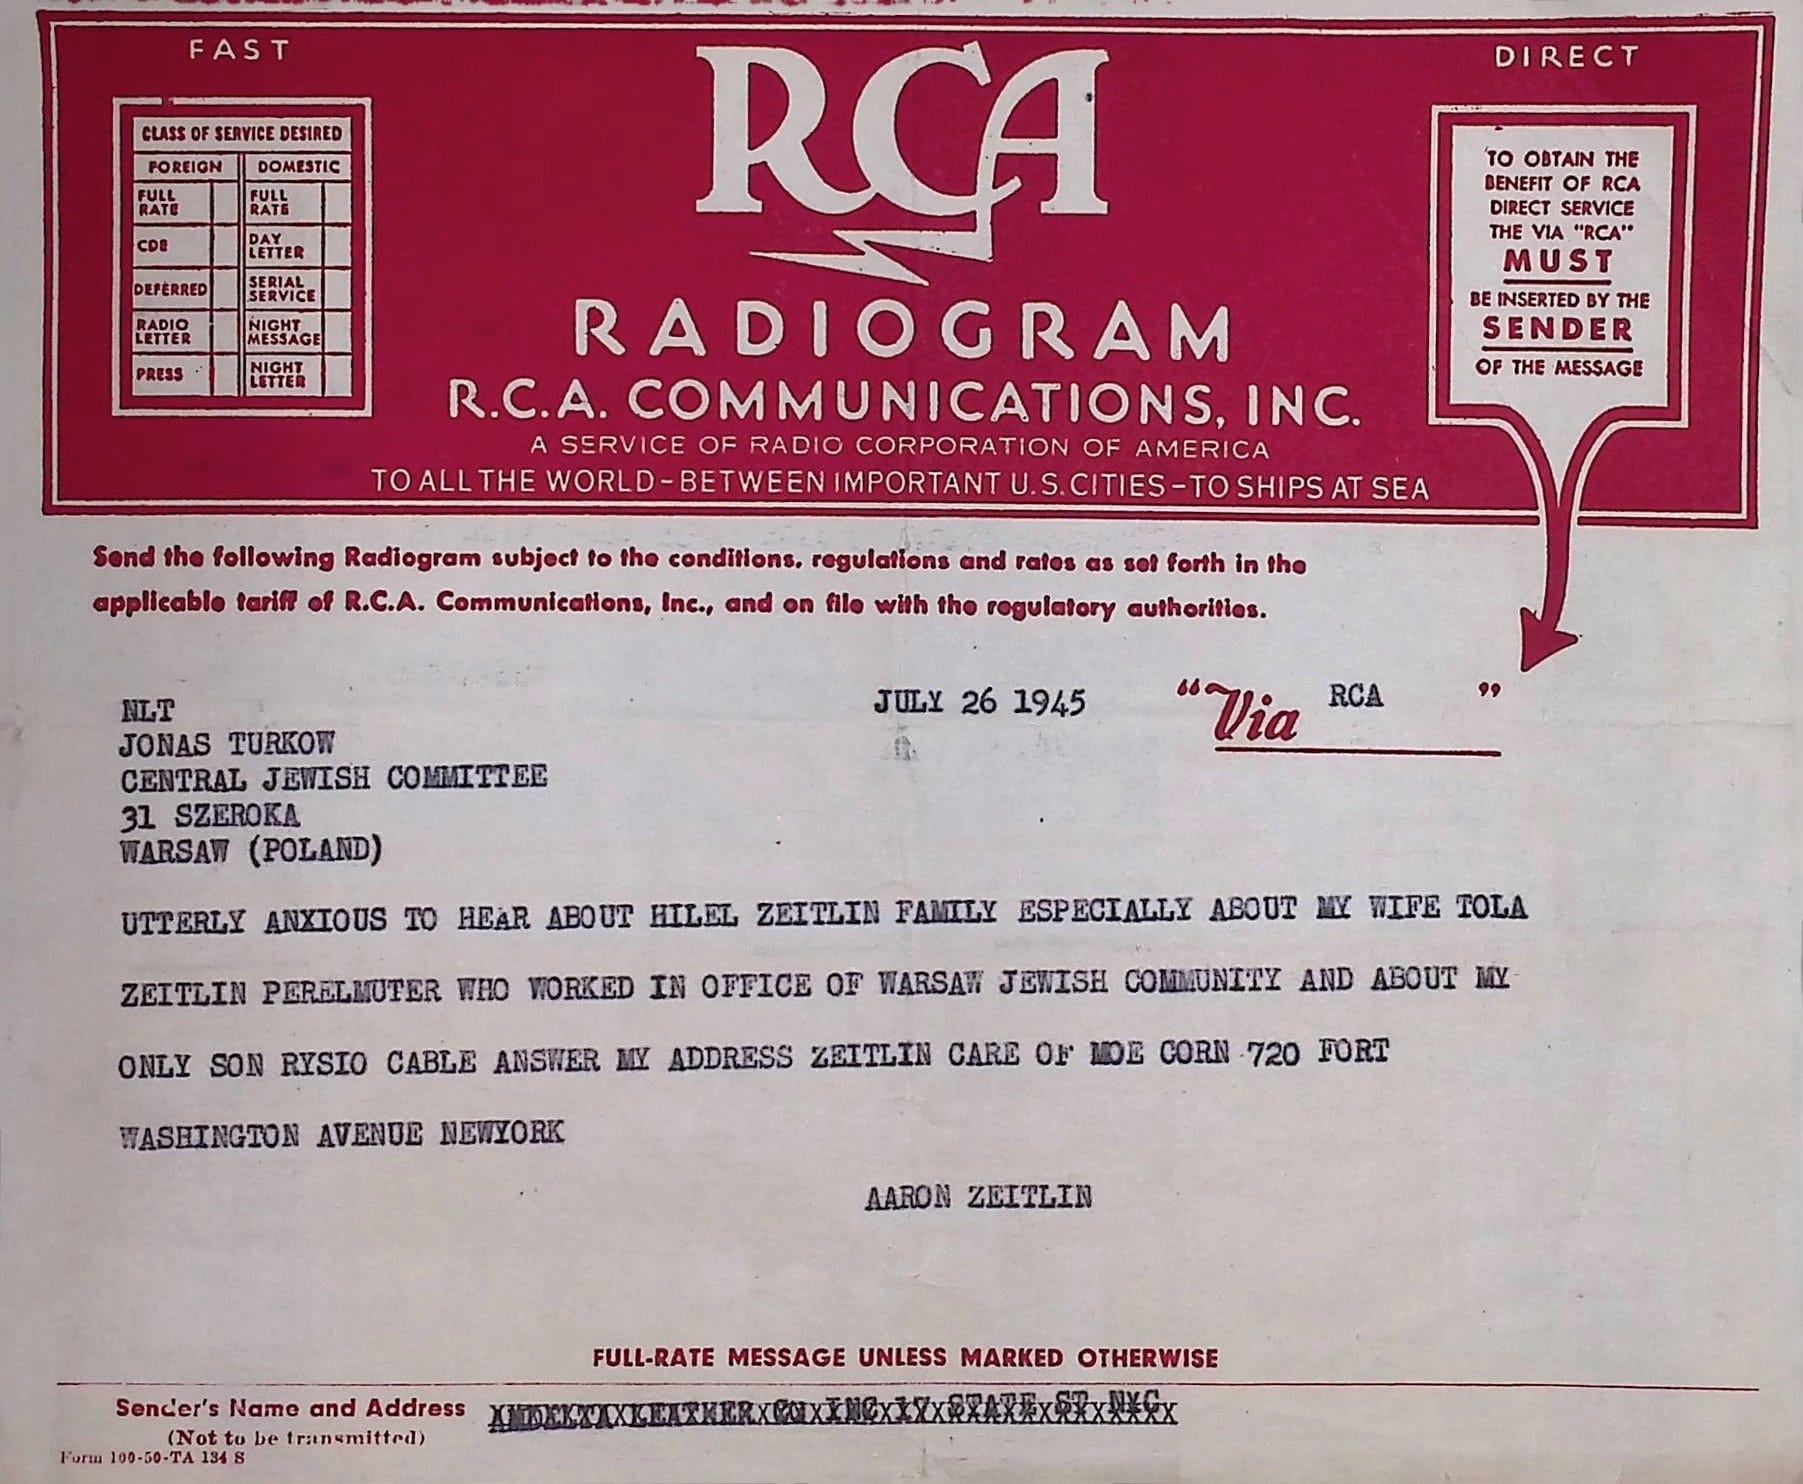 FAST
DIRECT
RCA
CLASS OF SERVICE DESIRED
FOREIGN DOMESTIC
FULL RATE FULL RATE
CDE DAY LETTER
DEFERRED SERIAL SERVICE
RADIO LETTER NIGHT MESSAGE
PRESS NIGHT LETTER
TO OBTAIN THE
BENEFIT OF RCA
DIRECT SERVICE
THE VIA "RCA"
MUST
BE INSERTED BY THE
SENDER
OF THE MESSAGE
RADIOGRAM
R.C.A. COMMUNICATIONS, INC.
A SERVICE OF RADIO CORPORATION OF AMERICA
TO ALL THE WORLD-BETWEEN IMPORTANT U.S. CITIES-TO SHIPS AT SEA
Send the following Radiogram subject to the conditions, regulations and rates as set forth in the
applicable tariff of R.C.A. Communications, Inc., and on file with the regulatory authorities.
JULY 26 1945 "Via RCA"
NLT
JONAS TURKOW
CENTRAL JEWISH COMMITTEE
31 SZEROKA
WARSAW (POLAND)
UTTERLY ANXIOUS TO HEAR ABOUT HILEL ZEITLIN FAMILY ESPECIALLY ABOUT MY WIFE TOLA
ZEITLIN PERELMUTER WHO WORKED IN OFFICE OF WARSAW JEWISH COMMUNITY AND ABOUT MY
ONLY SON RYSIO CABLE ANSWER MY ADDRESS ZEITLIN CARE OF MOE CORN 720 FORT
WASHINGTON AVENUE NEWYORK
AARON ZEITLIN
FULL-RATE MESSAGE UNLESS MARKED OTHERWISE
Sender's Name and Address LEATHER CO INC 17 STATE ST NYC
(Not to be transmitted)
Form 100-50-TA 134 S